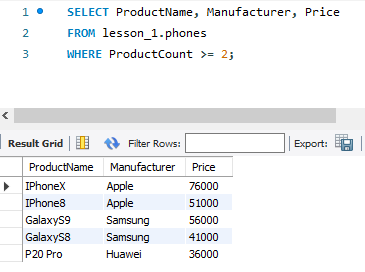 1 SELECT ProductName, Manufacturer, Price
2 FROM lesson_1.phones
3 WHERE ProductCount >= 2;
Result Grid Filter Rows: Export:
ProductName Manufacturer Price
IPhoneX Apple 76000
IPhone8 Apple 51000
GalaxyS9 Samsung 56000
GalaxyS8 Samsung 41000
P20 Pro Huawei 36000